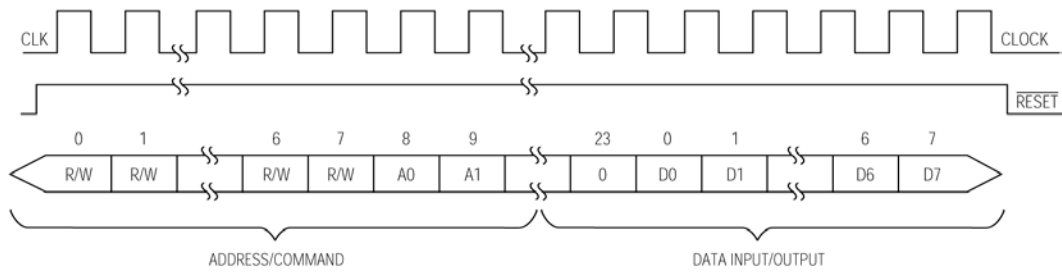 CLK CLOCK
RESET
0 1 6 7 8 9 23 0 1 6 7
R/W R/W R/W R/W A0 A1 0 D0 D1 D6 D7
ADDRESS/COMMAND DATA INPUT/OUTPUT